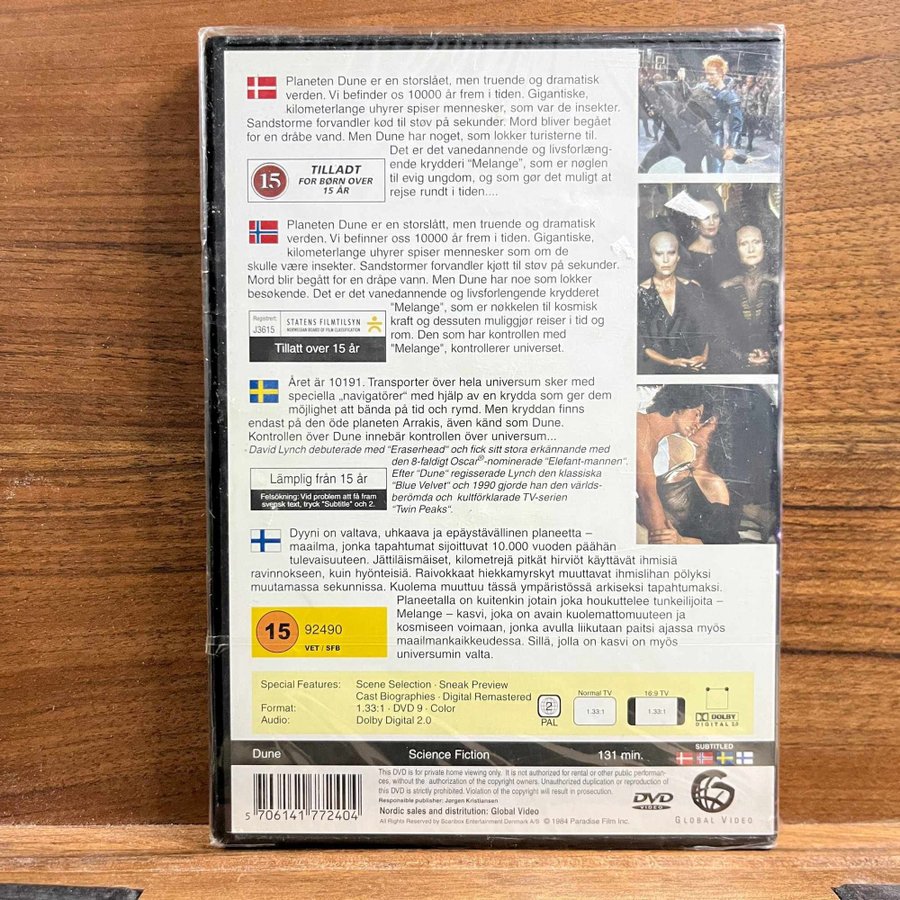 Planeten Dune er en storslået, men truende og dramatisk
verden. Vi befinder os 10000 år frem i tiden. Gigantiske,
kilometerlange uhyrer spiser mennesker, som var de insekter.
Sandstorme forvandler kød til støv på sekunder. Mord bliver begået
for en dråbe vand. Men Dune har noget, som lokker turisterne til.
Det er det vanedannende og livsforlæng-
ende krydderi "Melange", som er nøglen
til evig ungdom, og som gør det muligt at
rejse rundt i tiden....
15
TILLADT
FOR BØRN OVER
15 ÅR
Planeten Dune er en storslått, men truende og dramatisk
verden. Vi befinner oss 10000 år frem i tiden. Gigantiske,
kilometerlange uhyrer spiser mennesker som om de
skulle være insekter. Sandstormer forvandler kjøtt til støv på sekunder.
Mord blir begått for en dråpe vann. Men Dune har noe som lokker
besøkende. Det er det vanedannende og livsforlengende krydderet
"Melange", som er nøkkelen til kosmisk
kraft og dessuten muliggjør reiser i tid og
rom. Den som har kontrollen med
"Melange", kontrollerer universet.
Registrert:
J3615
STATENS FILMTILSYN
NORWEGIAN BOARD OF FILM CLASSIFICATION
Tillatt over 15 år
Året är 10191. Transporter över hela universum sker med
speciella „navigatörer" med hjälp av en krydda som ger dem
möjlighet att bända på tid och rymd. Men kryddan finns
endast på den öde planeten Arrakis, även känd som Dune.
Kontrollen över Dune innebär kontrollen över universum...
David Lynch debuterade med "Eraserhead" och fick sitt stora erkännande med
den 8-faldigt Oscar®-nominerade "Elefant-mannen".
Efter "Dune" regisserade Lynch den klassiska
"Blue Velvet" och 1990 gjorde han den världs-
berömda och kultförklarade TV-serien
"Twin Peaks".
Lämplig från 15 år
Felsökning: Vid problem att få fram
svensk text, tryck "Subtitle" och 2.
Dyyni on valtava, uhkaava ja epäystävällinen planeetta –
maailma, jonka tapahtumat sijoittuvat 10.000 vuoden päähän
tulevaisuuteen. Jättiläismäiset, kilometrejä pitkät hirviöt käyttävät ihmisiä
ravinnokseen, kuin hyönteisiä. Raivokkaat hiekkamyrskyt muuttavat ihmislihan pölyksi
muutamassa sekunnissa. Kuolema muuttuu tässä ympäristössä arkiseksi tapahtumaksi.
Planeetalla on kuitenkin jotain joka houkuttelee tunkeilijoita –
Melange – kasvi, joka on avain kuolemattomuuteen ja
kosmiseen voimaan, jonka avulla liikutaan paitsi ajassa myös
maailmankaikkeudessa. Sillä, jolla on kasvi on myös
universumin valta.
15 92490
VET / SFB
Special Features: Scene Selection · Sneak Preview
Cast Biographies · Digital Remastered
Format: 1.33:1 · DVD 9 · Color
Audio: Dolby Digital 2.0
2
PAL
Normal TV
1.33:1
16:9 TV
1.33:1
DOLBY
DIGITAL 2.0
Dune Science Fiction 131 min. SUBTITLED
5 706141 772404
This DVD is for private home viewing only. It is not authorized for rental or other public performan-
ces, without the authorization of the copyright owners. Unauthorized duplication or reproduction of
this DVD is strictly prohibited. Violation of the copyright will result in prosecution.
Responsible publisher: Jørgen Kristiansen
Nordic sales and distritution: Global Video
All Rights Reserved by Scanbox Entertainment Danmark A/S © 1984 Paradise Film Inc.
DVD
VIDEO
GLOBAL VIDEO